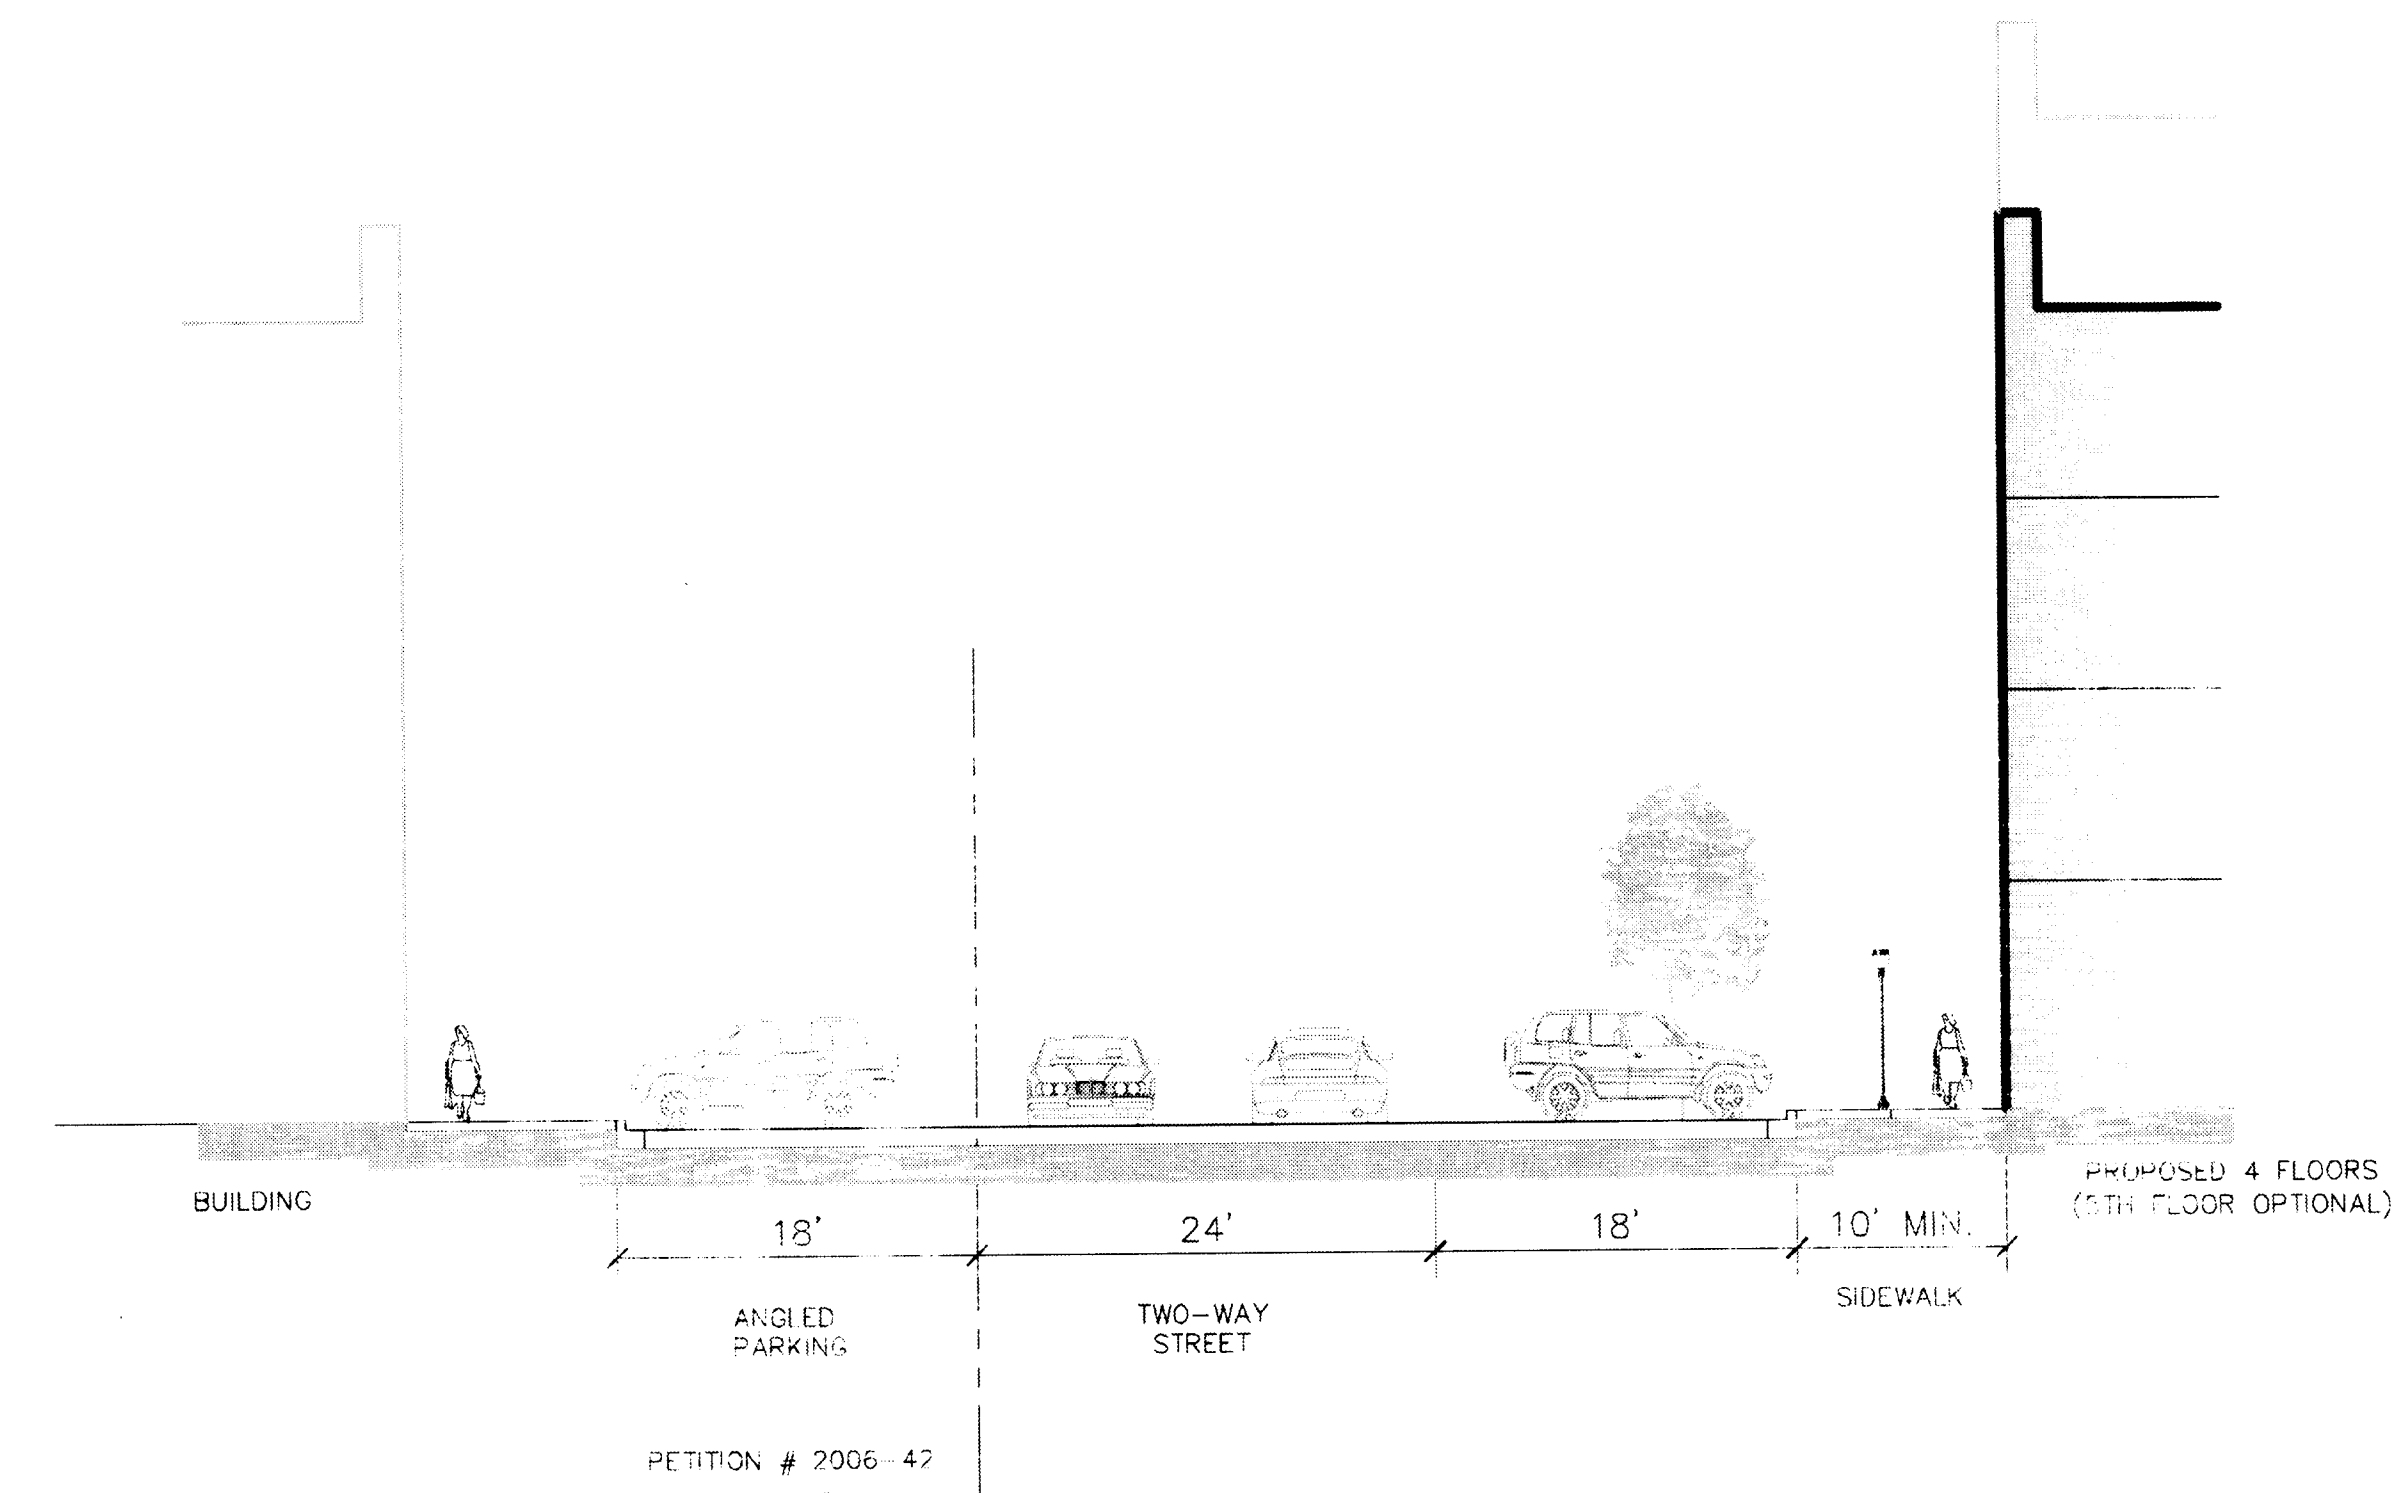 BUILDING
PROPOSED 4 FLOORS
(5TH FLOOR OPTIONAL)
18'
24'
18'
10' MIN.
ANGLED
PARKING
TWO-WAY
STREET
SIDEWALK
PETITION # 2006-42